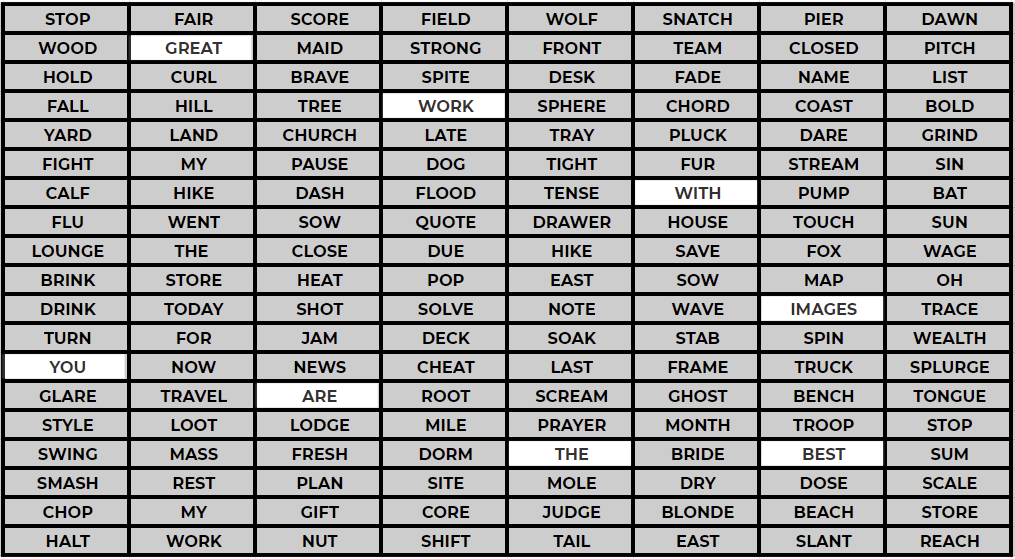 STOP FAIR SCORE FIELD WOLF SNATCH PIER DAWN
WOOD GREAT MAID STRONG FRONT TEAM CLOSED PITCH
HOLD CURL BRAVE SPITE DESK FADE NAME LIST
FALL HILL TREE WORK SPHERE CHORD COAST BOLD
YARD LAND CHURCH LATE TRAY PLUCK DARE GRIND
FIGHT MY PAUSE DOG TIGHT FUR STREAM SIN
CALF HIKE DASH FLOOD TENSE WITH PUMP BAT
FLU WENT SOW QUOTE DRAWER HOUSE TOUCH SUN
LOUNGE THE CLOSE DUE HIKE SAVE FOX WAGE
BRINK STORE HEAT POP EAST SOW MAP OH
DRINK TODAY SHOT SOLVE NOTE WAVE IMAGES TRACE
TURN FOR JAM DECK SOAK STAB SPIN WEALTH
YOU NOW NEWS CHEAT LAST FRAME TRUCK SPLURGE
GLARE TRAVEL ARE ROOT SCREAM GHOST BENCH TONGUE
STYLE LOOT LODGE MILE PRAYER MONTH TROOP STOP
SWING MASS FRESH DORM THE BRIDE BEST SUM
SMASH REST PLAN SITE MOLE DRY DOSE SCALE
CHOP MY GIFT CORE JUDGE BLONDE BEACH STORE
HALT WORK NUT SHIFT TAIL EAST SLANT REACH